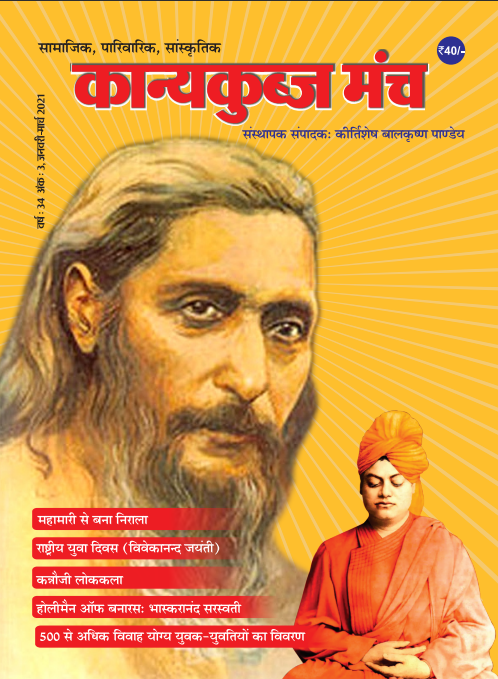 सामाजिक, पारिवारिक, सांस्कृतिक
₹40/-
कान्यकुब्ज मंच
संस्थापक संपादकः कीर्तिशेष बालकृष्ण पाण्डेय
वर्ष : 34 अंक : 3, जनवरी-मार्च 2021
महामारी से बना निराला
राष्ट्रीय युवा दिवस (विवेकानन्द जयंती)
कन्नौजी लोककला
होलीमैन ऑफ बनारसः भास्करानंद सरस्वती
500 से अधिक विवाह योग्य युवक-युवतियों का विवरण